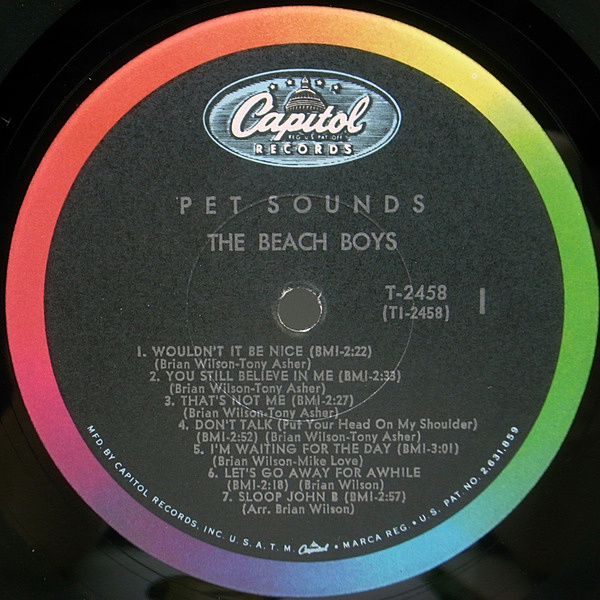 Capitol
REG. U.S. PAT. OFF.
RECORDS
PET SOUNDS
THE BEACH BOYS
T-2458
(T1-2458)
1
1. WOULDN'T IT BE NICE (BMI-2:22)
(Brian Wilson-Tony Asher)
2. YOU STILL BELIEVE IN ME (BMI-2:33)
(Brian Wilson-Tony Asher)
3. THAT'S NOT ME (BMI-2:27)
(Brian Wilson-Tony Asher)
4. DON'T TALK (Put Your Head On My Shoulder)
(BMI-2:52) (Brian Wilson-Tony Asher)
5. I'M WAITING FOR THE DAY (BMI-3:01)
(Brian Wilson-Mike Love)
6. LET'S GO AWAY FOR AWHILE
(BMI-2:18) (Brian Wilson)
7. SLOOP JOHN B (BMI-2:57)
(Arr. Brian Wilson)
MFD. BY CAPITOL RECORDS, INC. U.S.A. T.M. Capitol • MARCA REG. • U.S. PAT. NO. 2,631,859